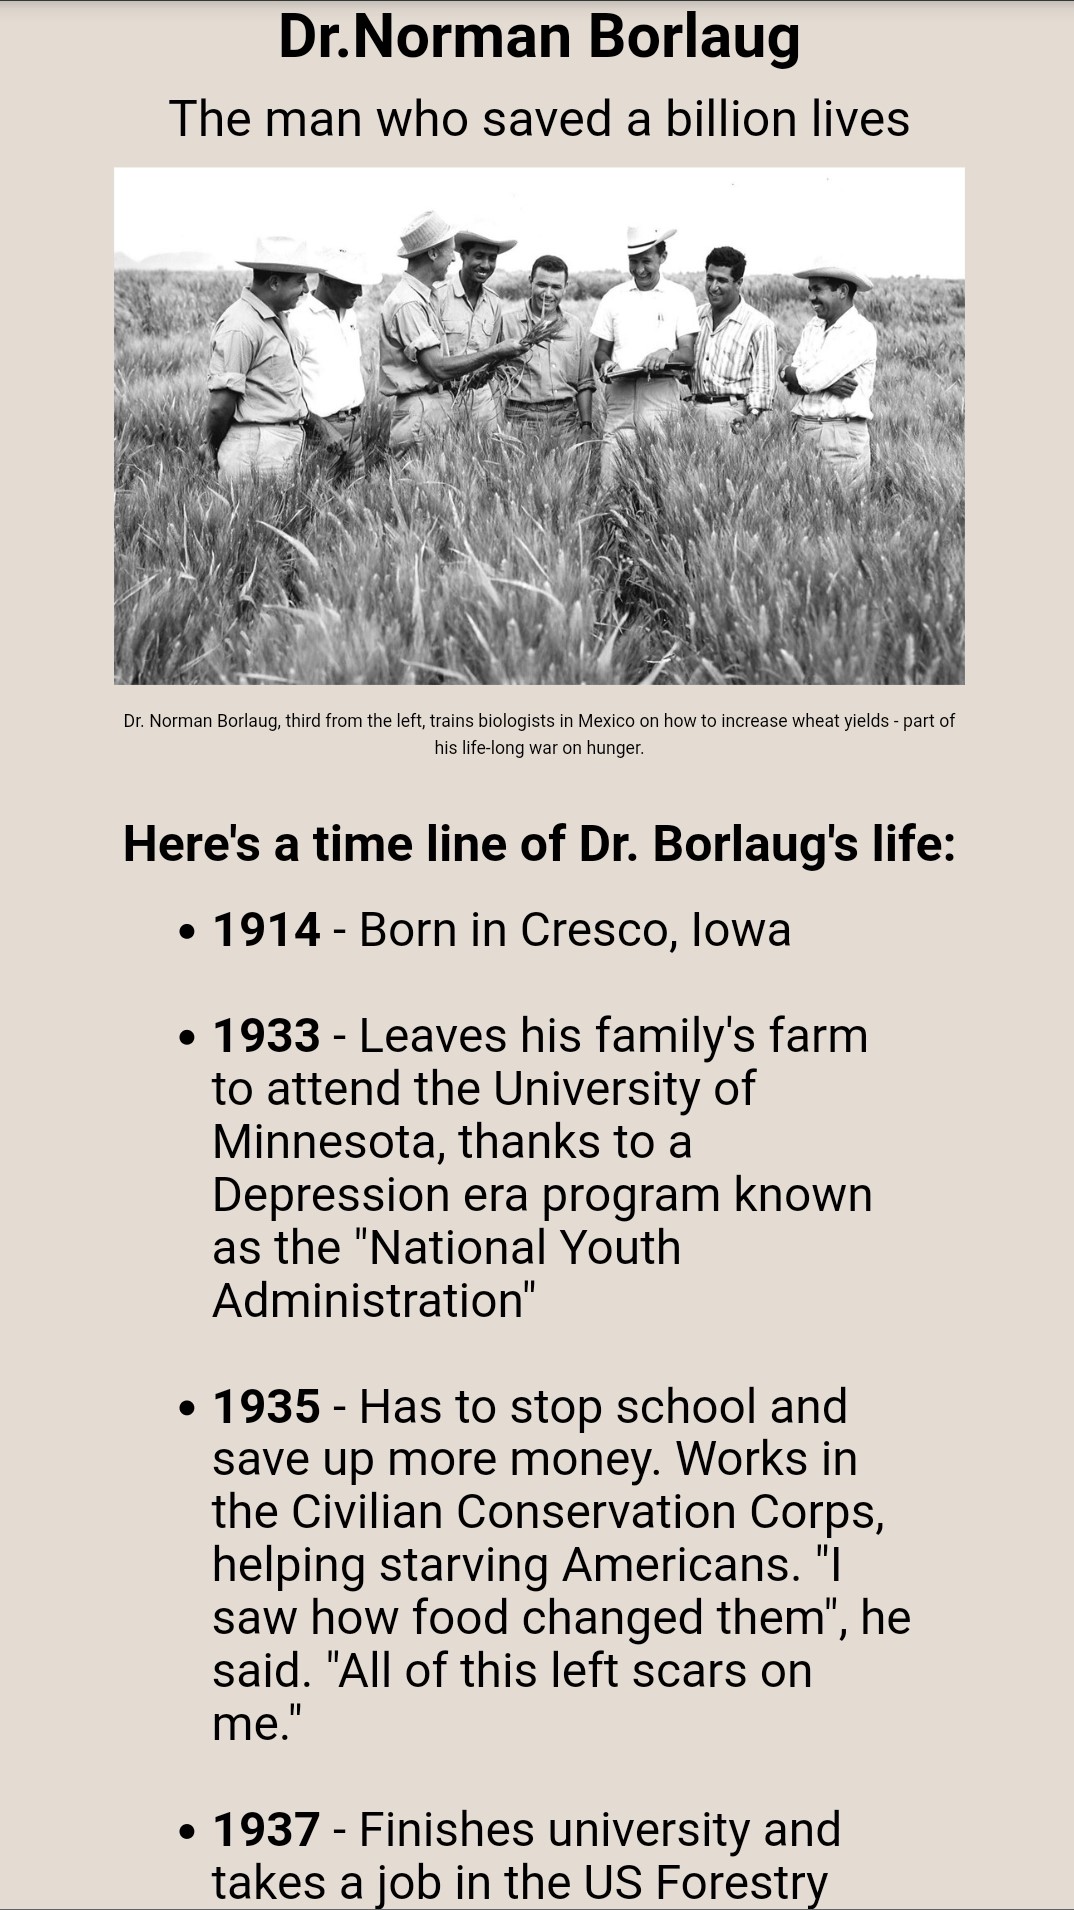 Dr.Norman Borlaug
The man who saved a billion lives
Dr. Norman Borlaug, third from the left, trains biologists in Mexico on how to increase wheat yields - part of
his life-long war on hunger.
Here's a time line of Dr. Borlaug's life:
• 1914 - Born in Cresco, Iowa
• 1933 - Leaves his family's farm
to attend the University of
Minnesota, thanks to a
Depression era program known
as the "National Youth
Administration"
• 1935 - Has to stop school and
save up more money. Works in
the Civilian Conservation Corps,
helping starving Americans. "I
saw how food changed them", he
said. "All of this left scars on
me."
• 1937 - Finishes university and
takes a job in the US Forestry